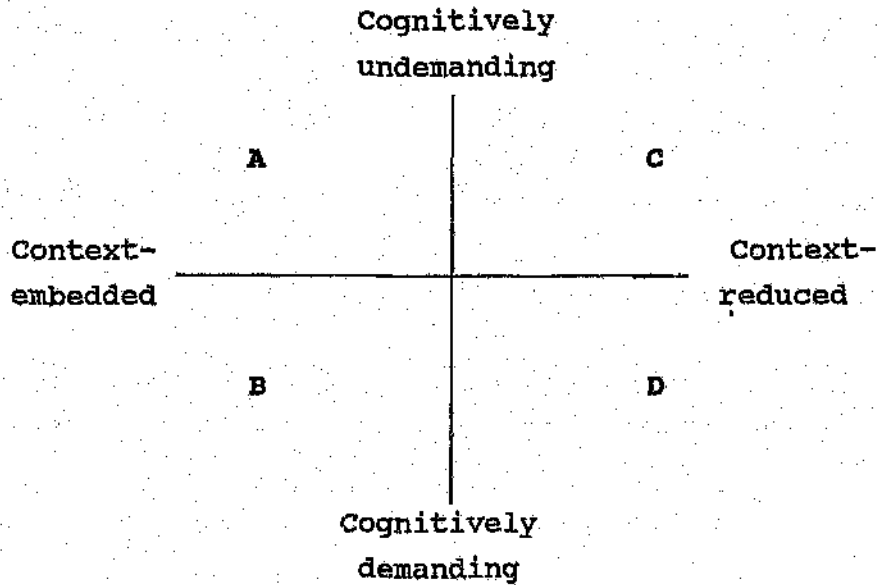 Cognitively
undemanding
A
C
Context-
embedded
Context-
reduced
B
D
Cognitively
demanding